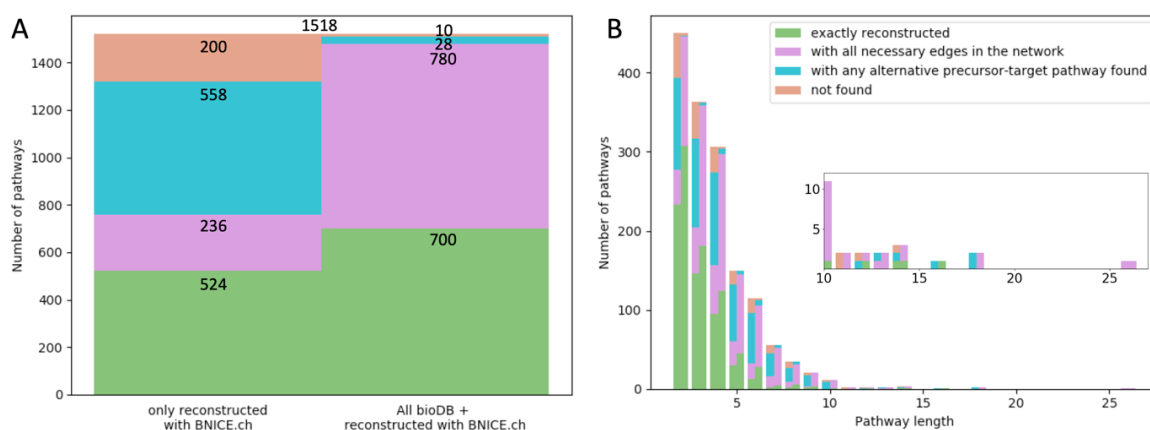 A
Number of pathways
1400
1200
1000
800
600
400
200
0
1518
200
558
236
524
10
28
780
700
only reconstructed
with BNICE.ch
All bioDB +
reconstructed with BNICE.ch
B
Number of pathways
400
300
200
100
0
exactly reconstructed
with all necessary edges in the network
with any alternative precursor-target pathway found
not found
10
5
10
15
20
25
5
10
15
20
25
Pathway length